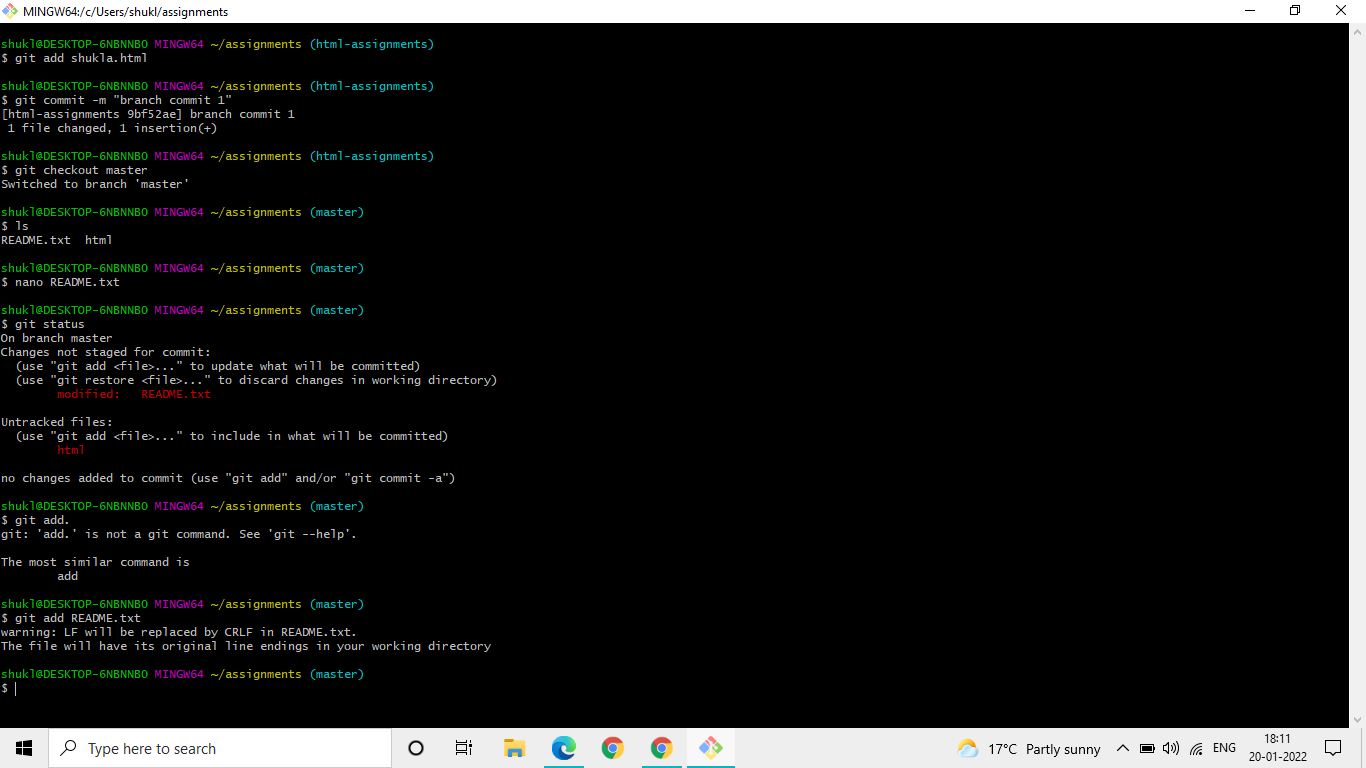 MINGW64:/c/Users/shukl/assignments
shukl@DESKTOP-6NBNNBO MINGW64 ~/assignments (html-assignments)
$ git add shukla.html
shukl@DESKTOP-6NBNNBO MINGW64 ~/assignments (html-assignments)
$ git commit -m "branch commit 1"
[html-assignments 9bf52ae] branch commit 1
 1 file changed, 1 insertion(+)
shukl@DESKTOP-6NBNNBO MINGW64 ~/assignments (html-assignments)
$ git checkout master
Switched to branch 'master'
shukl@DESKTOP-6NBNNBO MINGW64 ~/assignments (master)
$ ls
README.txt  html
shukl@DESKTOP-6NBNNBO MINGW64 ~/assignments (master)
$ nano README.txt
shukl@DESKTOP-6NBNNBO MINGW64 ~/assignments (master)
$ git status
On branch master
Changes not staged for commit:
  (use "git add <file>..." to update what will be committed)
  (use "git restore <file>..." to discard changes in working directory)
        modified:   README.txt
Untracked files:
  (use "git add <file>..." to include in what will be committed)
        html
no changes added to commit (use "git add" and/or "git commit -a")
shukl@DESKTOP-6NBNNBO MINGW64 ~/assignments (master)
$ git add.
git: 'add.' is not a git command. See 'git --help'.
The most similar command is
        add
shukl@DESKTOP-6NBNNBO MINGW64 ~/assignments (master)
$ git add README.txt
warning: LF will be replaced by CRLF in README.txt.
The file will have its original line endings in your working directory
shukl@DESKTOP-6NBNNBO MINGW64 ~/assignments (master)
$
Type here to search
17°C Partly sunny
ENG
18:11
20-01-2022